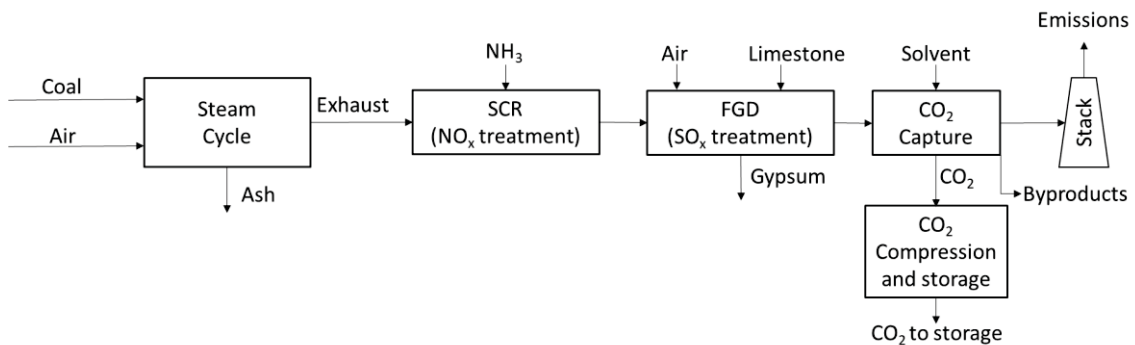 Emissions
NH₃
Air
Limestone
Solvent
Coal
Air
Steam
Cycle
Exhaust
SCR
(NOₓ treatment)
FGD
(SOₓ treatment)
CO₂
Capture
Stack
Ash
Gypsum
CO₂
Byproducts
CO₂
Compression
and storage
CO₂ to storage